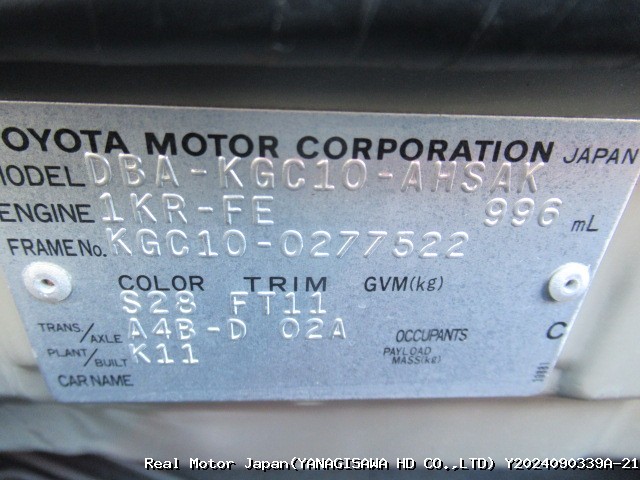 OYOTA MOTOR CORPORATION JAPAN
MODEL DBA-KGC10-AHSAK
ENGINE 1KR-FE 996 mL
FRAME No. KGC10-0277522
COLOR TRIM GVM(kg)
S28 FT11
TRANS/AXLE A4B-D 02A OCCUPANTS C
PLANT/BUILT K11 PAYLOAD MASS(kg)
CAR NAME
Real Motor Japan(YANAGISAWA HD CO.,LTD) Y2024090339A-21